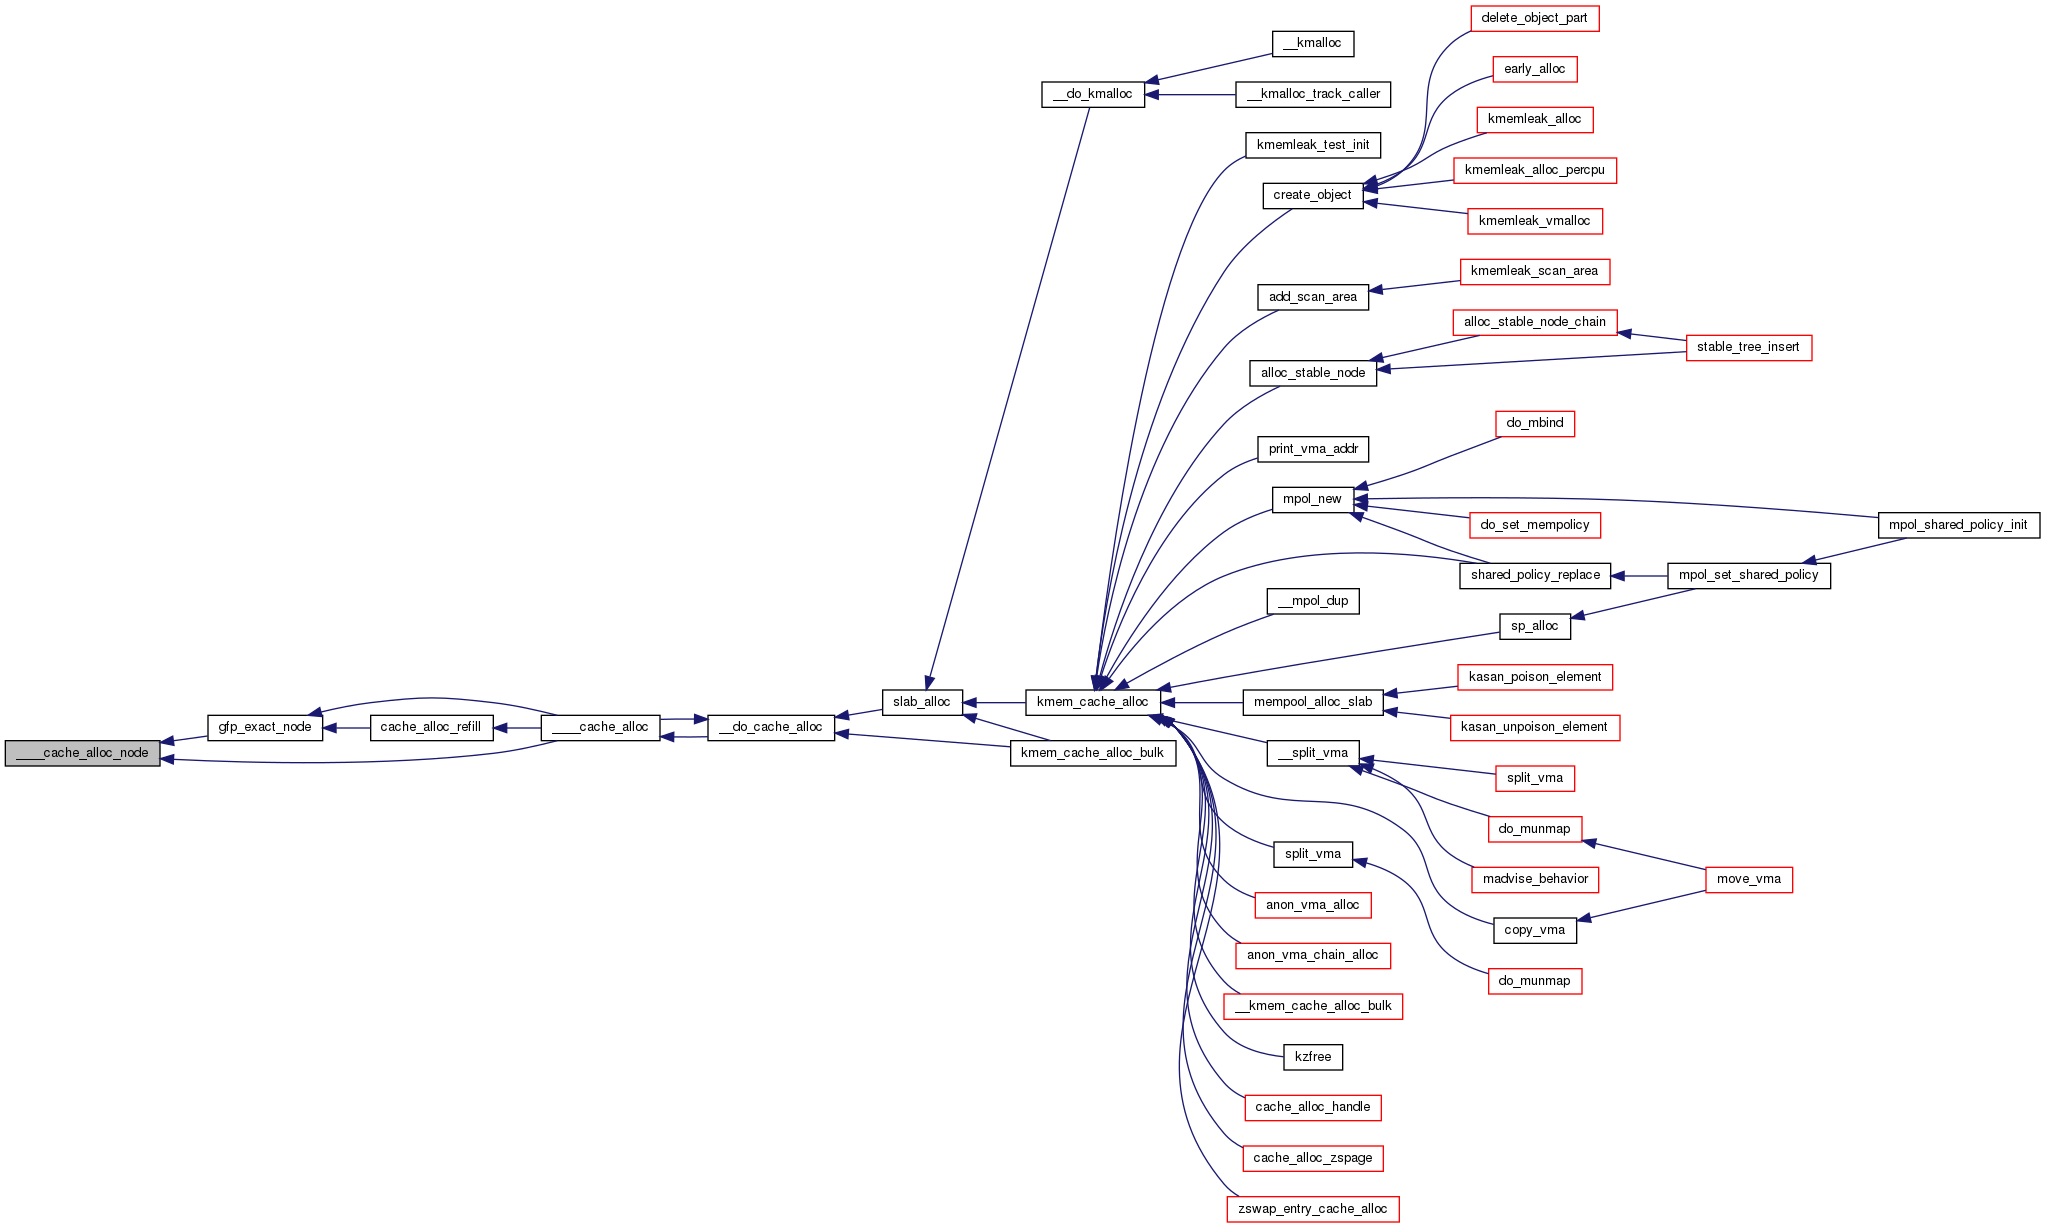 delete_object_part
__kmalloc
early_alloc
__do_kmalloc
__kmalloc_track_caller
kmemleak_alloc
kmemleak_test_init
kmemleak_alloc_percpu
create_object
kmemleak_vmalloc
kmemleak_scan_area
add_scan_area
alloc_stable_node_chain
stable_tree_insert
alloc_stable_node
do_mbind
print_vma_addr
mpol_new
do_set_mempolicy
mpol_shared_policy_init
shared_policy_replace
mpol_set_shared_policy
__mpol_dup
sp_alloc
kasan_poison_element
slab_alloc
kmem_cache_alloc
mempool_alloc_slab
gfp_exact_node
cache_alloc_refill
____cache_alloc
__do_cache_alloc
kasan_unpoison_element
____cache_alloc_node
kmem_cache_alloc_bulk
__split_vma
split_vma
do_munmap
split_vma
madvise_behavior
move_vma
anon_vma_alloc
copy_vma
anon_vma_chain_alloc
do_munmap
__kmem_cache_alloc_bulk
kzfree
cache_alloc_handle
cache_alloc_zspage
zswap_entry_cache_alloc